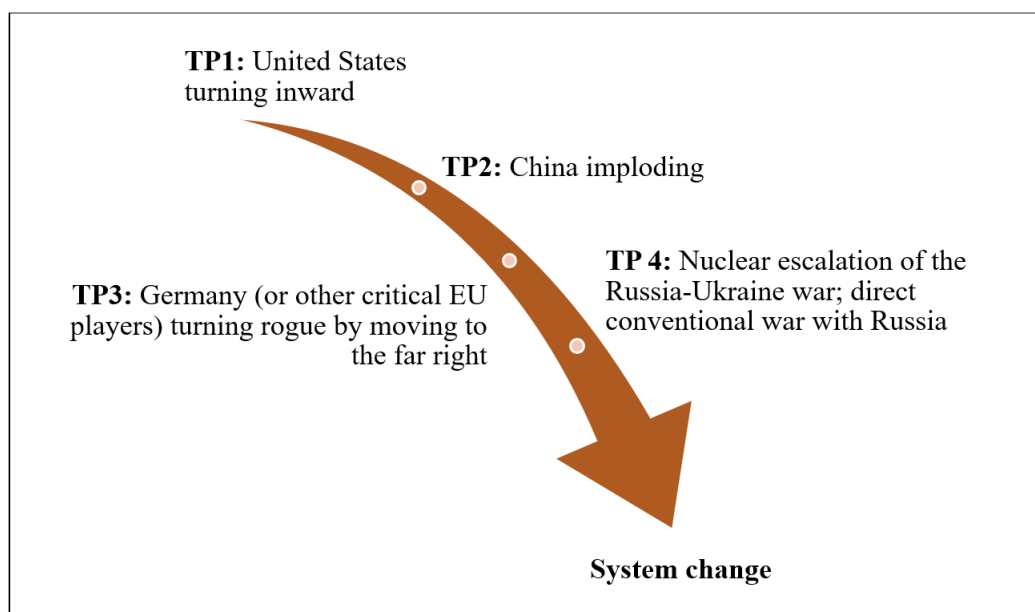 TP1: United States
turning inward
TP2: China imploding
TP3: Germany (or other critical EU
players) turning rogue by moving to
the far right
TP 4: Nuclear escalation of the
Russia-Ukraine war; direct
conventional war with Russia
System change